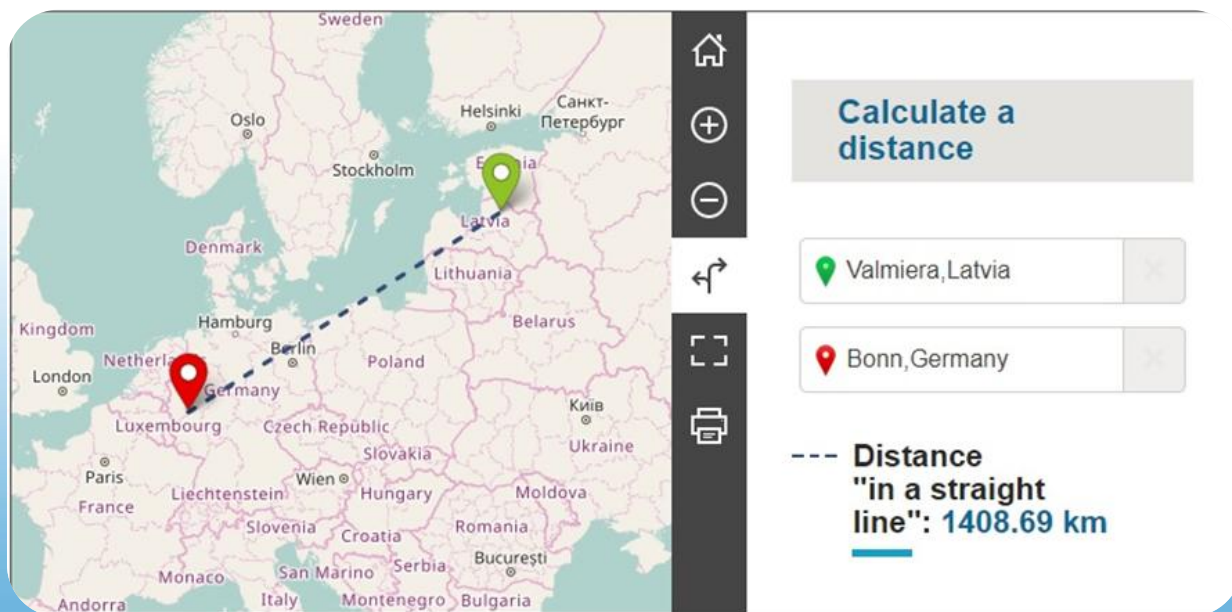 Sweden
Helsinki
Санкт-
Петербург
Oslo
Stockholm
Latvia
Denmark
Lithuania
Kingdom
Hamburg
Belarus
Berlin
Poland
London
Germany
Київ
Luxembourg
Czech Republic
Ukraine
Slovakia
Paris
Wien
Liechtenstein
Hungary
Moldova
France
Slovenia
Croatia
Romania
București
Monaco
San Marino
Serbia
Andorra
Italy
Montenegro
Bulgaria
Calculate a
distance
Valmiera,Latvia
Bonn,Germany
Distance
"in a straight
line": 1408.69 km